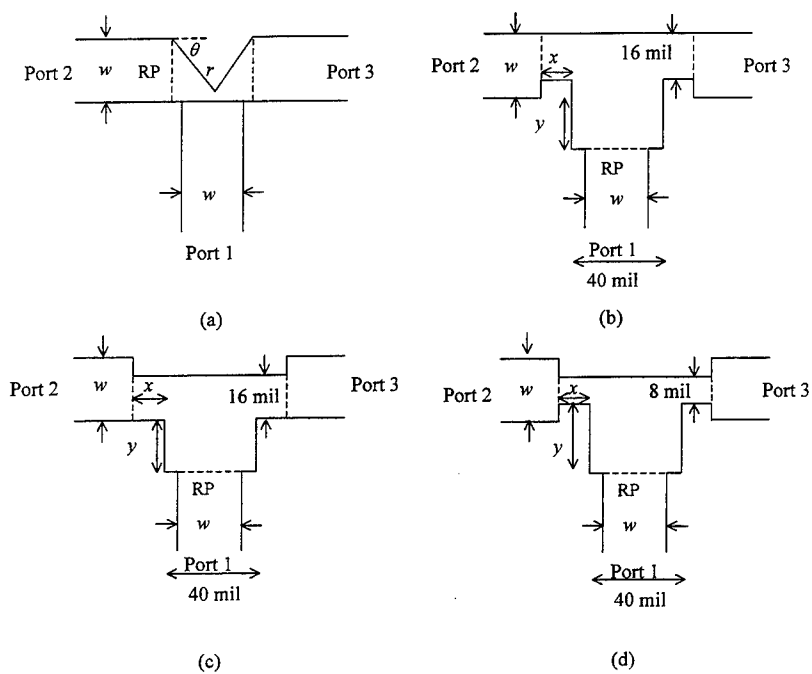 θ
Port 2
w
RP
r
Port 3
w
Port 1
(a)
x
16 mil
Port 2
w
Port 3
y
RP
w
Port 1
40 mil
(b)
Port 2
w
x
16 mil
Port 3
y
RP
w
Port 1
40 mil
(c)
Port 2
w
x
8 mil
Port 3
y
RP
w
Port 1
40 mil
(d)